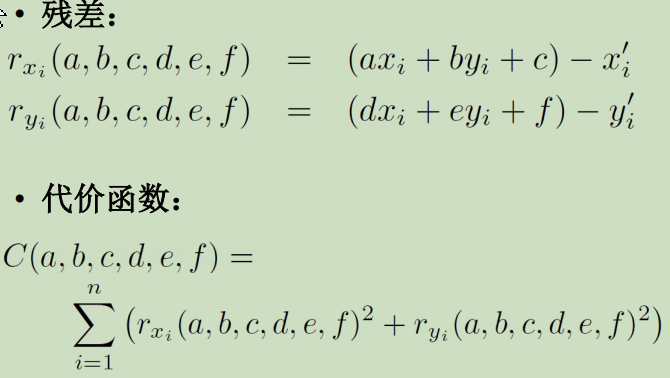 • 残差:
r_{x_i}(a, b, c, d, e, f) = (ax_i + by_i + c) − x'_i
r_{y_i}(a, b, c, d, e, f) = (dx_i + ey_i + f) − y'_i
• 代价函数:
C(a, b, c, d, e, f) =
\sum_{i=1}^{n} (r_{x_i}(a, b, c, d, e, f)^2 + r_{y_i}(a, b, c, d, e, f)^2)